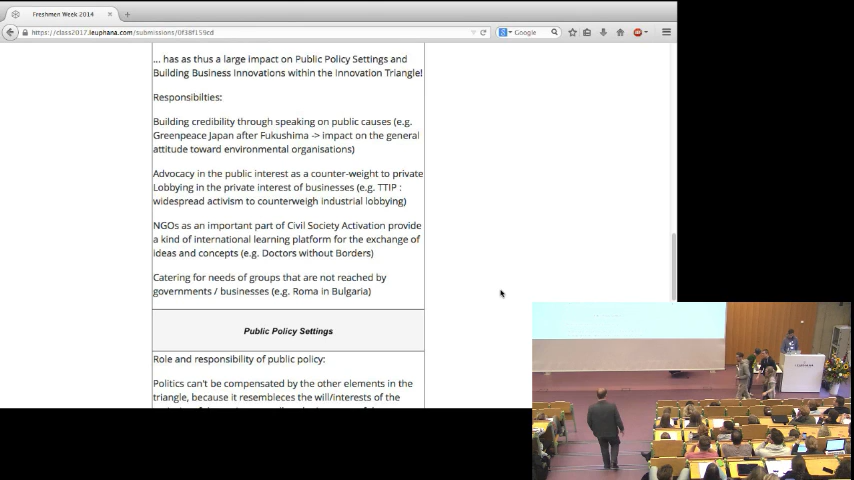 Freshmen Week 2014
https://class2017.leuphana.com/submissions/0f38f159cd
Google
... has as thus a large impact on Public Policy Settings and
Building Business Innovations within the Innovation Triangle!
Responsibilties:
Building credibility through speaking on public causes (e.g.
Greenpeace Japan after Fukushima -> impact on the general
attitude toward environmental organisations)
Advocacy in the public interest as a counter-weight to private
Lobbying in the private interest of businesses (e.g. TTIP :
widespread activism to counterweigh industrial lobbying)
NGOs as an important part of Civil Society Activation provide
a kind of international learning platform for the exchange of
ideas and concepts (e.g. Doctors without Borders)
Catering for needs of groups that are not reached by
governments / businesses (e.g. Roma in Bulgaria)
Public Policy Settings
Role and responsibility of public policy:
Politics can't be compensated by the other elements in the
triangle, because it resembleces the will/interests of the